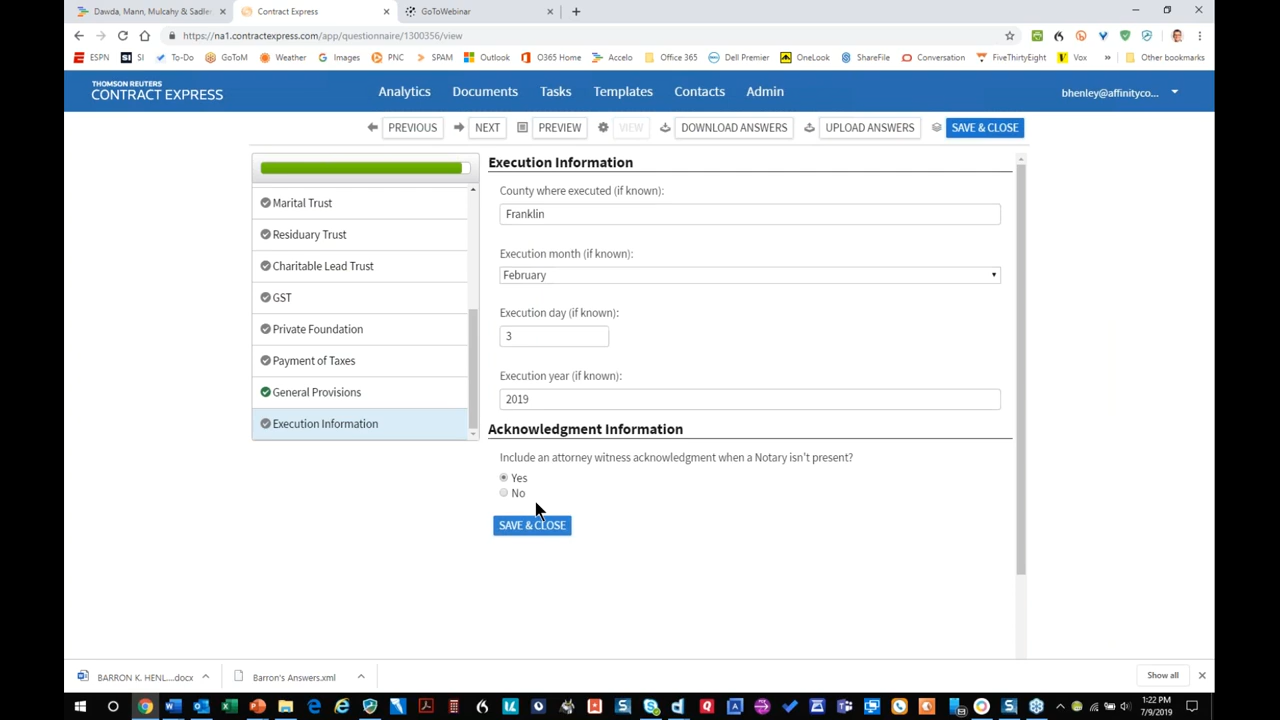 Dawda, Mann, Mulcahy & Sadle
Contract Express
GoToWebinar
https://na1.contractexpress.com/app/questionnaire/1300356/view
ESPN SI To-Do GoToM Weather Images PNC SPAM Outlook O365 Home Accelo Office 365 Dell Premier OneLook ShareFile Conversation FiveThirtyEight Vox » Other bookmarks
THOMSON REUTERS
CONTRACT EXPRESS
Analytics Documents Tasks Templates Contacts Admin
bhenley@affinityco...
PREVIOUS NEXT PREVIEW VIEW DOWNLOAD ANSWERS UPLOAD ANSWERS SAVE & CLOSE
Marital Trust
Residuary Trust
Charitable Lead Trust
GST
Private Foundation
Payment of Taxes
General Provisions
Execution Information
Execution Information
County where executed (if known):
Franklin
Execution month (if known):
February
Execution day (if known):
3
Execution year (if known):
2019
Acknowledgment Information
Include an attorney witness acknowledgment when a Notary isn't present?
Yes
No
SAVE & CLOSE
BARRON K. HENL....docx
Barron's Answers.xml
Show all
1:22 PM
7/9/2019